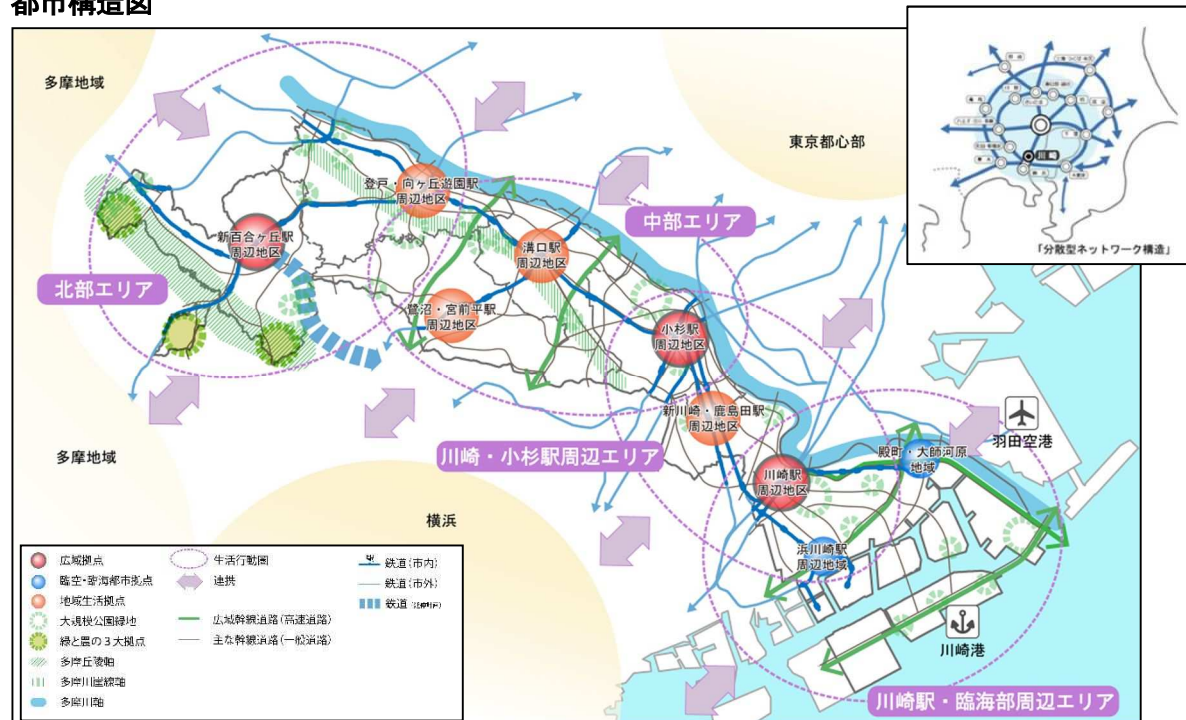 都市構造図
多摩地域
東京都心部
登戸・向ヶ丘遊園駅
周辺地区
中部エリア
新百合ヶ丘駅
周辺地区
溝口駅
周辺地区
北部エリア
鷺沼・宮前平駅
周辺地区
小杉駅
周辺地区
川崎
「分散型ネットワーク構造」
新川崎・鹿島田駅
周辺地区
羽田空港
多摩地域
川崎・小杉駅周辺エリア
殿町・大師河原
地域
川崎駅
周辺地区
横浜
浜川崎駅
周辺地域
川崎港
川崎駅・臨海部周辺エリア
広域拠点
臨空・臨海都市拠点
地域生活拠点
大規模公園緑地
緑と農の3大拠点
多摩丘陵軸
多摩川崖線軸
多摩川軸
生活行動圏
連携
広域幹線道路(高速道路)
主な幹線道路(一般道路)
鉄道(市内)
鉄道(市外)
鉄道